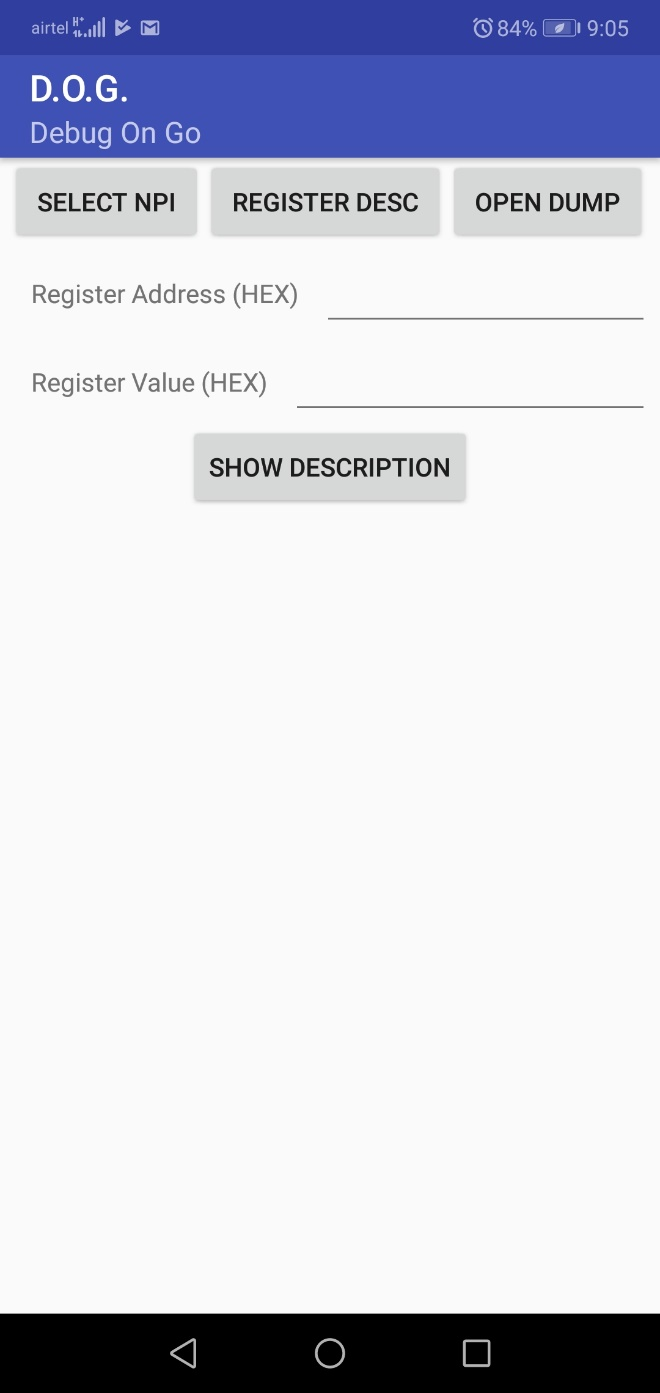 airtel H+ 84% 9:05
D.O.G.
Debug On Go
SELECT NPI REGISTER DESC OPEN DUMP
Register Address (HEX)
Register Value (HEX)
SHOW DESCRIPTION